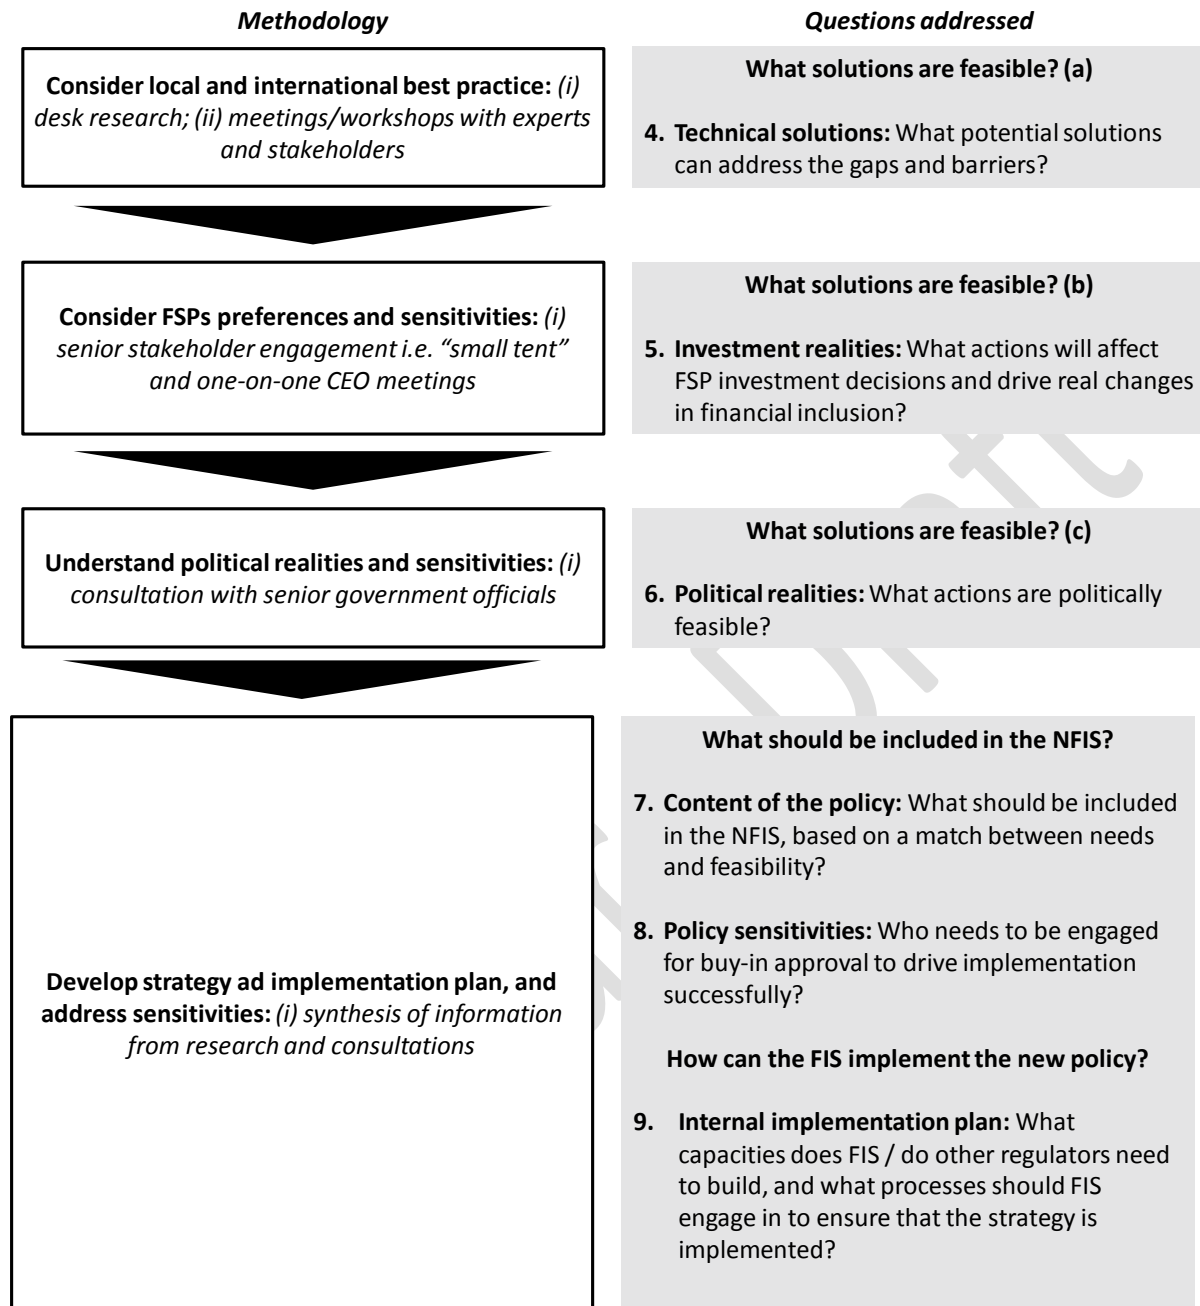 Methodology
Questions addressed
Consider local and international best practice: (i)
desk research; (ii) meetings/workshops with experts
and stakeholders
What solutions are feasible? (a)
4. Technical solutions: What potential solutions
can address the gaps and barriers?
Consider FSPs preferences and sensitivities: (i)
senior stakeholder engagement i.e. “small tent”
and one-on-one CEO meetings
What solutions are feasible? (b)
5. Investment realities: What actions will affect
FSP investment decisions and drive real changes
in financial inclusion?
Understand political realities and sensitivities: (i)
consultation with senior government officials
What solutions are feasible? (c)
6. Political realities: What actions are politically
feasible?
Develop strategy ad implementation plan, and
address sensitivities: (i) synthesis of information
from research and consultations
What should be included in the NFIS?
7. Content of the policy: What should be included
in the NFIS, based on a match between needs
and feasibility?
8. Policy sensitivities: Who needs to be engaged
for buy-in approval to drive implementation
successfully?
How can the FIS implement the new policy?
9. Internal implementation plan: What
capacities does FIS / do other regulators need
to build, and what processes should FIS
engage in to ensure that the strategy is
implemented?